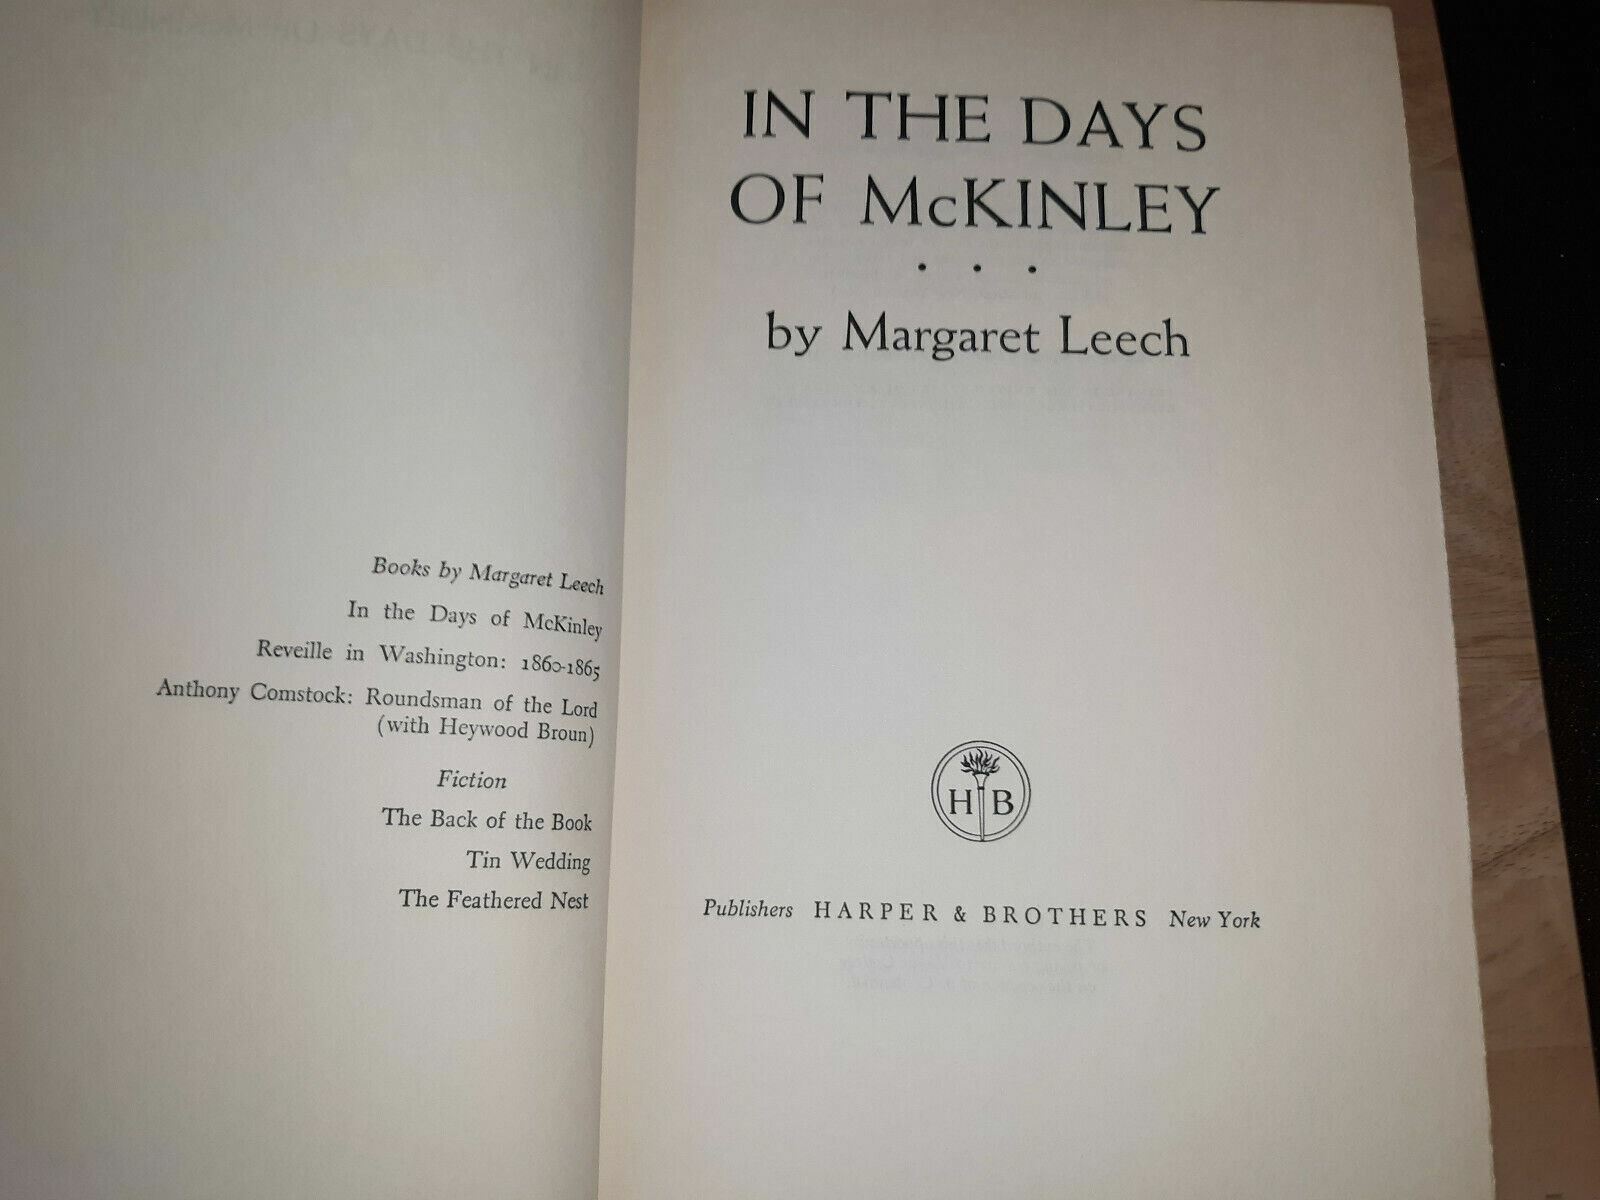 Books by Margaret Leech
In the Days of McKinley
Reveille in Washington: 1860-1865
Anthony Comstock: Roundsman of the Lord
(with Heywood Broun)
Fiction
The Back of the Book
Tin Wedding
The Feathered Nest
IN THE DAYS
OF McKINLEY
• • •
by Margaret Leech
H B
Publishers HARPER & BROTHERS New York